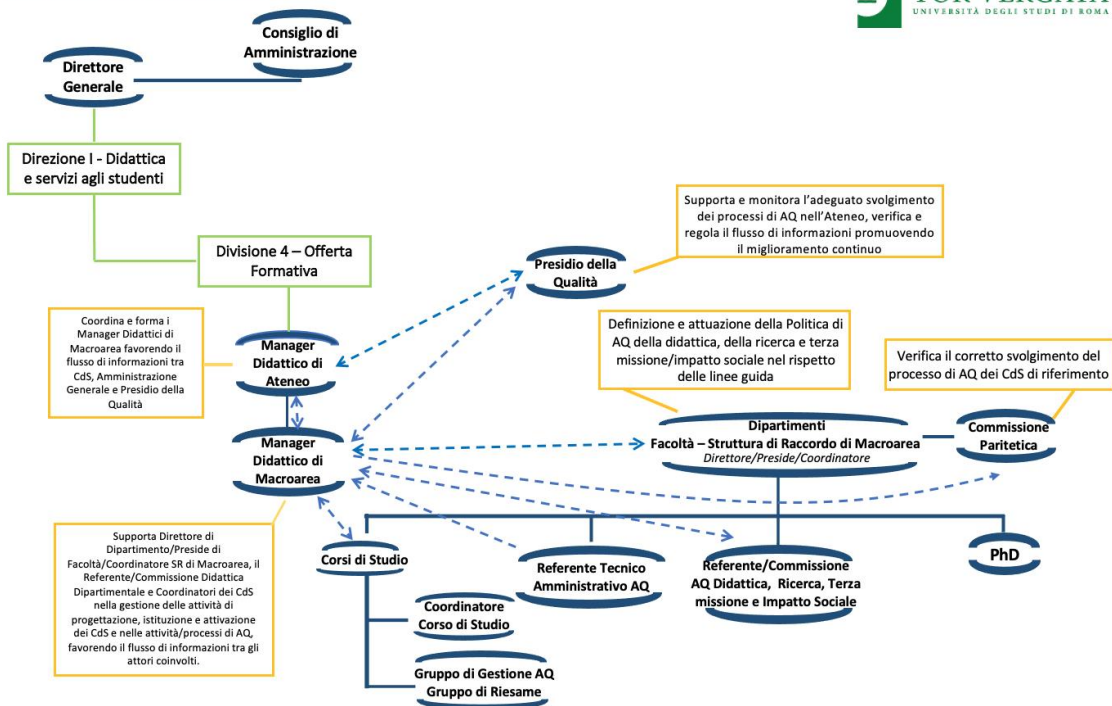 UNIVERSITÀ DEGLI STUDI DI ROMA
Consiglio di
Amministrazione
Direttore
Generale
Direzione I - Didattica
e servizi agli studenti
Divisione 4 – Offerta
Formativa
Supporta e monitora l'adeguato svolgimento
dei processi di AQ nell'Ateneo, verifica e
regola il flusso di informazioni promuovendo
il miglioramento continuo
Presidio della
Qualità
Coordina e forma i
Manager Didattici di
Macroarea favorendo il
flusso di informazioni tra
CdS, Amministrazione
Generale e Presidio della
Qualità
Manager
Didattico di
Ateneo
Definizione e attuazione della Politica di
AQ della didattica, della ricerca e terza
missione/impatto sociale nel rispetto
delle linee guida
Verifica il corretto svolgimento del
processo di AQ dei CdS di riferimento
Manager
Didattico di
Macroarea
Dipartimenti
Facoltà – Struttura di Raccordo di Macroarea
Direttore/Preside/Coordinatore
Commissione
Paritetica
Supporta Direttore di
Dipartimento/Preside di
Facoltà/Coordinatore SR di Macroarea, il
Referente/Commissione Didattica
Dipartimentale e Coordinatori dei CdS
nella gestione delle attività di
progettazione, istituzione e attivazione
dei CdS e nelle attività/processi di AQ,
favorendo il flusso di informazioni tra gli
attori coinvolti.
Corsi di Studio
Referente Tecnico
Amministrativo AQ
Referente/Commissione
AQ Didattica, Ricerca, Terza
missione e Impatto Sociale
PhD
Coordinatore
Corso di Studio
Gruppo di Gestione AQ
Gruppo di Riesame